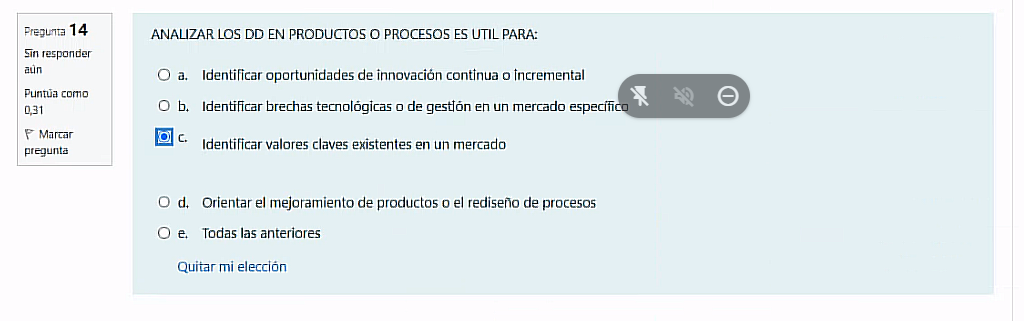 Pregunta 14
Sin responder
aún
Puntúa como
0,31
Marcar
pregunta
ANALIZAR LOS DD EN PRODUCTOS O PROCESOS ES UTIL PARA:
a. Identificar oportunidades de innovación continua o incremental
b. Identificar brechas tecnológicas o de gestión en un mercado específico
c. Identificar valores claves existentes en un mercado
d. Orientar el mejoramiento de productos o el rediseño de procesos
e. Todas las anteriores
Quitar mi elección